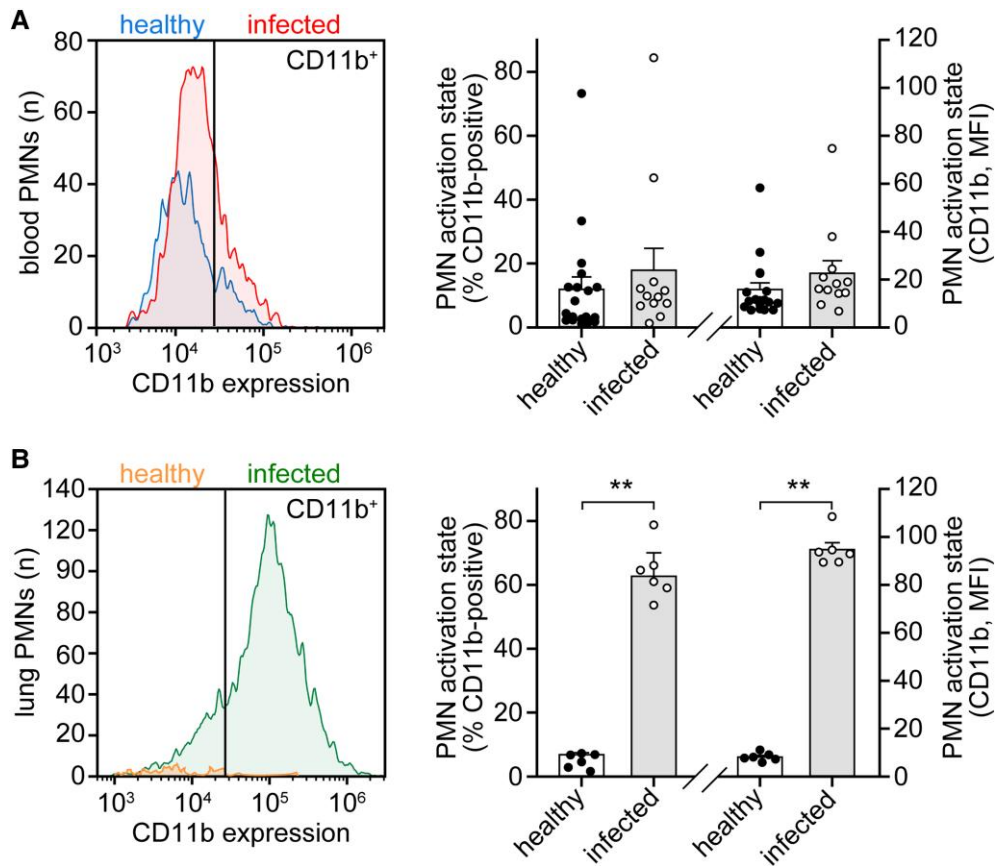 A
healthy infected
CD11b+
blood PMNs (n)
80
60
40
20
0
10³ 10⁴ 10⁵ 10⁶
CD11b expression
PMN activation state
(% CD11b-positive)
80
60
40
20
0
healthy
infected
healthy
infected
120
100
80
60
40
20
0
PMN activation state
(CD11b, MFI)
B
healthy infected
CD11b+
lung PMNs (n)
140
120
90
100
80
60
40
20
0
10³ 10⁴ 10⁵ 10⁶
CD11b expression
PMN activation state
(% CD11b-positive)
80
60
40
20
0
**
**
healthy
infected
healthy
infected
120
100
80
60
40
20
0
PMN activation state
(CD11b, MFI)